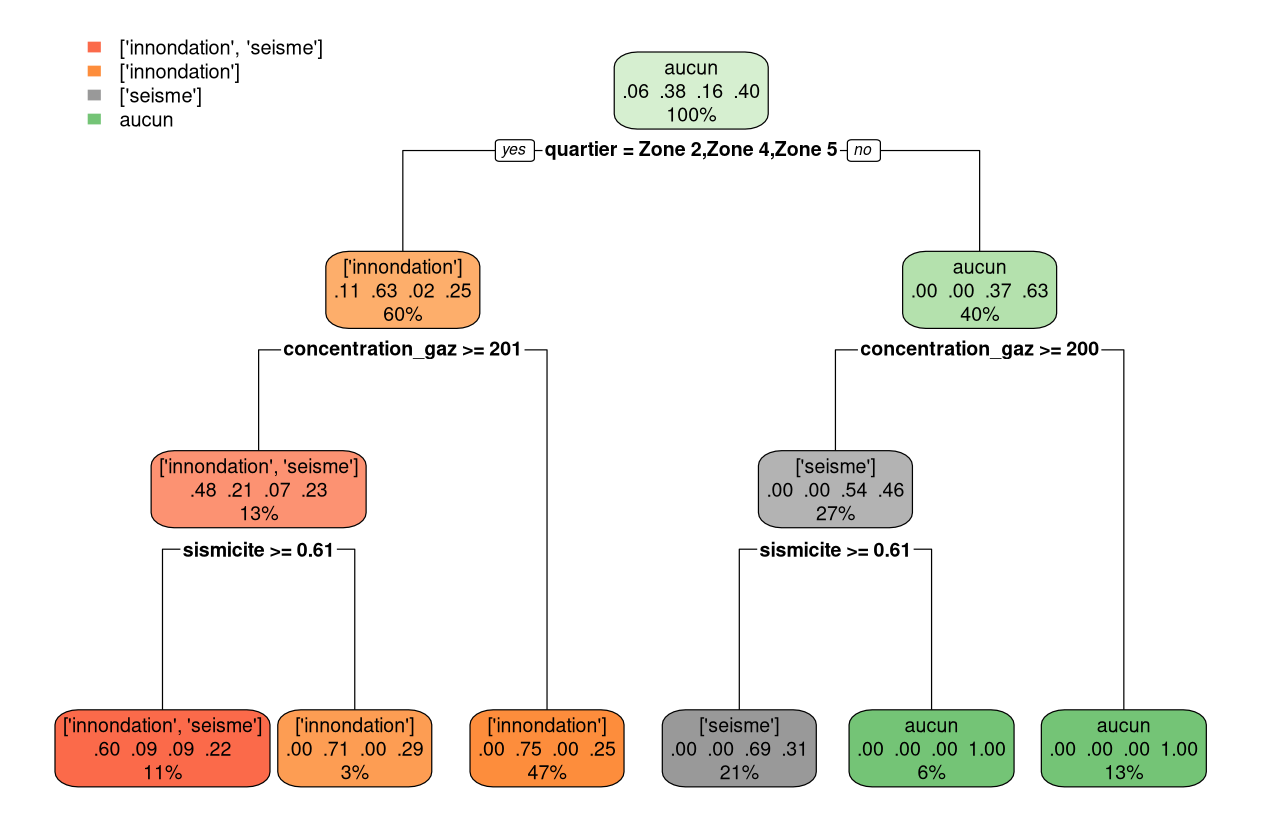 ['innondation', 'seisme']
['innondation']
['seisme']
aucun
aucun
.06 .38 .16 .40
100%
yes quartier = Zone 2,Zone 4,Zone 5 no
['innondation']
.11 .63 .02 .25
60%
aucun
.00 .00 .37 .63
40%
concentration_gaz >= 201
concentration_gaz >= 200
['innondation', 'seisme']
.48 .21 .07 .23
13%
['seisme']
.00 .00 .54 .46
27%
sismicite >= 0.61
sismicite >= 0.61
['innondation', 'seisme']
.60 .09 .09 .22
11%
['innondation']
.00 .71 .00 .29
3%
['innondation']
.00 .75 .00 .25
47%
['seisme']
.00 .00 .69 .31
21%
aucun
.00 .00 .00 1.00
6%
aucun
.00 .00 .00 1.00
13%